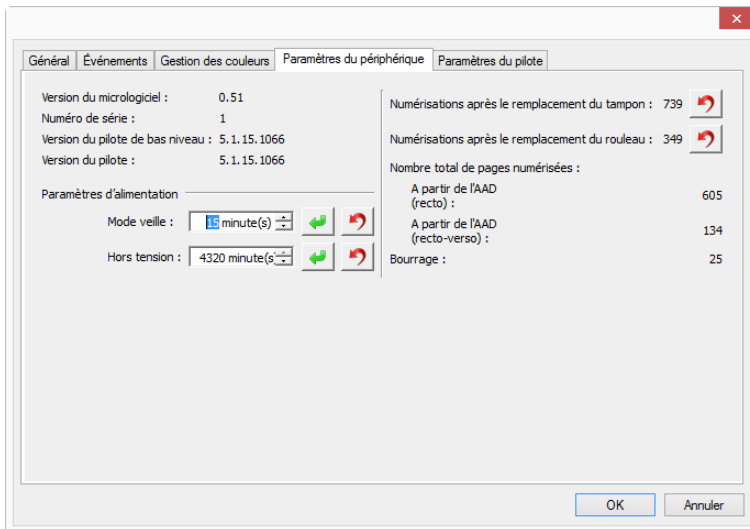 Général Événements Gestion des couleurs Paramètres du périphérique Paramètres du pilote
Version du micrologiciel : 0.51
Numéro de série : 1
Version du pilote de bas niveau : 5.1.15.1066
Version du pilote : 5.1.15.1066
Paramètres d'alimentation
Mode veille : 15 minute(s)
Hors tension : 4320 minute(s
Numérisations après le remplacement du tampon : 739
Numérisations après le remplacement du rouleau : 349
Nombre total de pages numérisées :
A partir de l'AAD
(recto) : 605
A partir de l'AAD
(recto-verso) : 134
Bourrage : 25
OK Annuler